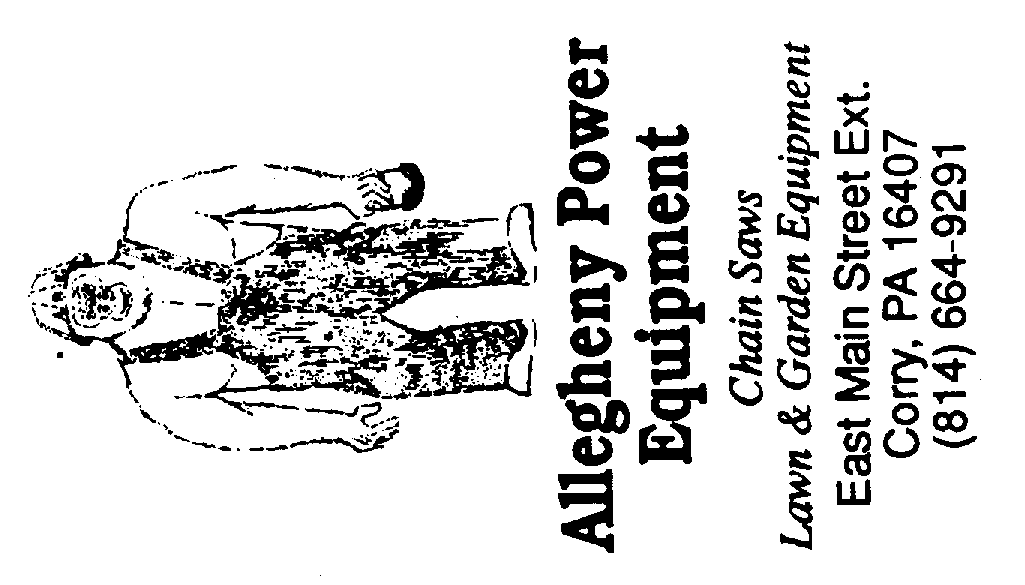 Allegheny Power
Equipment
Chain Saws
Lawn & Garden Equipment
East Main Street Ext.
Corry, PA 16407
(814) 664-9291